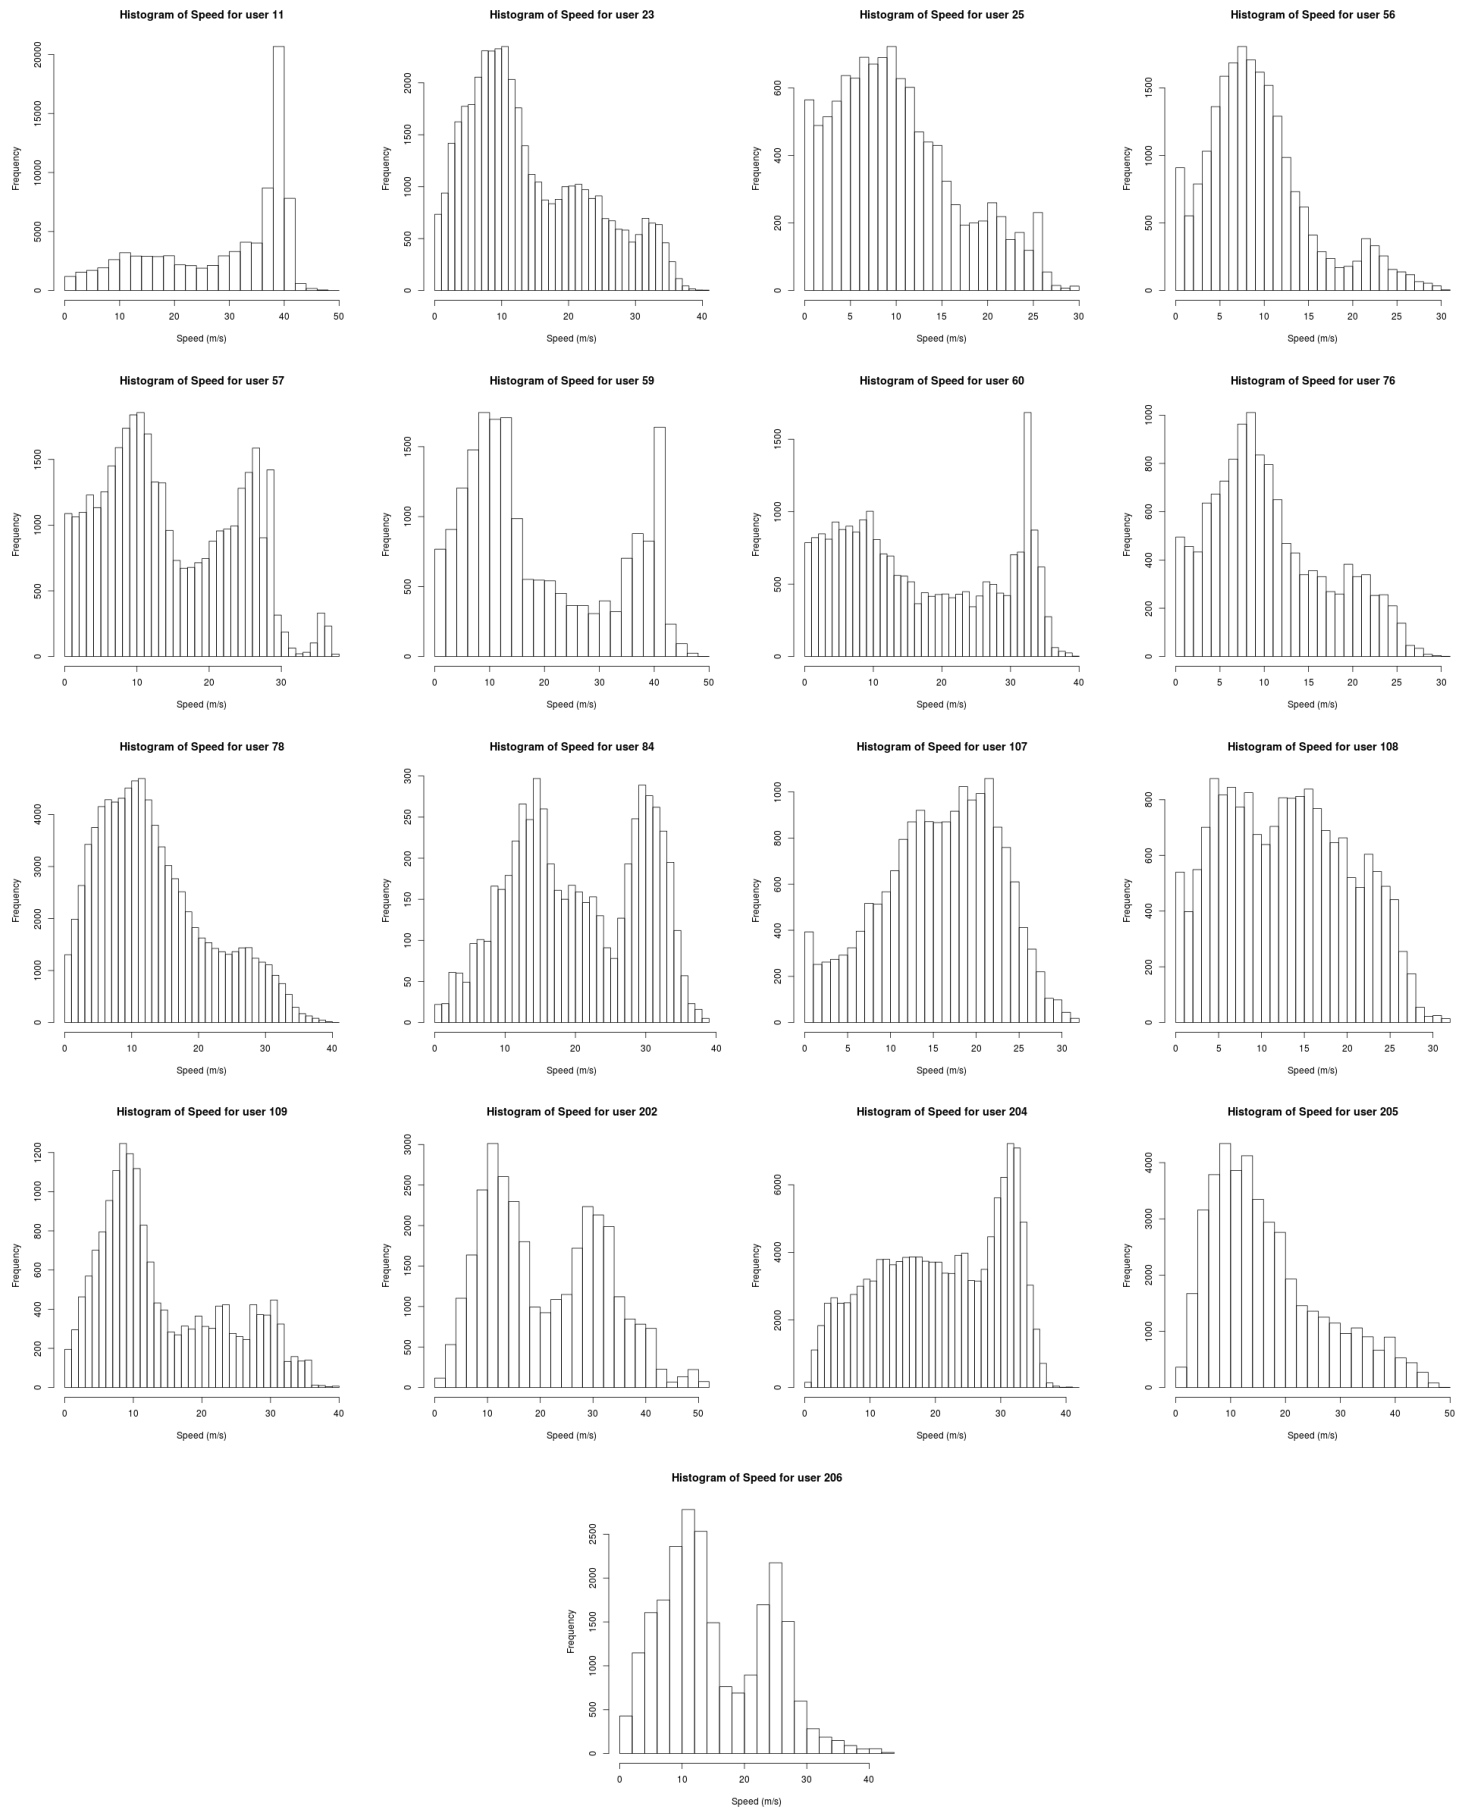 Histogram of Speed for user 11
Frequency
0 5000 10000 15000 20000
0 10 20 30 40 50
Speed (m/s)
Histogram of Speed for user 23
Frequency
0 500 1000 1500 2000
0 10 20 30 40
Speed (m/s)
Histogram of Speed for user 25
Frequency
0 200 400 600
0 5 10 15 20 25 30
Speed (m/s)
Histogram of Speed for user 56
Frequency
0 500 1000 1500
0 5 10 15 20 25 30
Speed (m/s)
Histogram of Speed for user 57
Frequency
0 500 1000 1500
0 10 20 30
Speed (m/s)
Histogram of Speed for user 59
Frequency
0 500 1000 1500
0 10 20 30 40 50
Speed (m/s)
Histogram of Speed for user 60
Frequency
0 500 1000 1500
0 10 20 30 40
Speed (m/s)
Histogram of Speed for user 76
Frequency
0 200 400 600 800 1000
0 5 10 15 20 25 30
Speed (m/s)
Histogram of Speed for user 78
Frequency
0 1000 2000 3000 4000
0 10 20 30 40
Speed (m/s)
Histogram of Speed for user 84
Frequency
0 50 100 150 200 250 300
0 10 20 30 40
Speed (m/s)
Histogram of Speed for user 107
Frequency
0 200 400 600 800 1000
0 5 10 15 20 25 30
Speed (m/s)
Histogram of Speed for user 108
Frequency
0 200 400 600 800
0 5 10 15 20 25 30
Speed (m/s)
Histogram of Speed for user 109
Frequency
0 200 400 600 800 1000 1200
0 10 20 30 40
Speed (m/s)
Histogram of Speed for user 202
Frequency
0 500 1000 1500 2000 2500 3000
0 10 20 30 40 50
Speed (m/s)
Histogram of Speed for user 204
Frequency
0 2000 4000 6000
0 10 20 30 40
Speed (m/s)
Histogram of Speed for user 205
Frequency
0 1000 2000 3000 4000
0 10 20 30 40 50
Speed (m/s)
Histogram of Speed for user 206
Frequency
0 500 1000 1500 2000 2500
0 10 20 30 40
Speed (m/s)